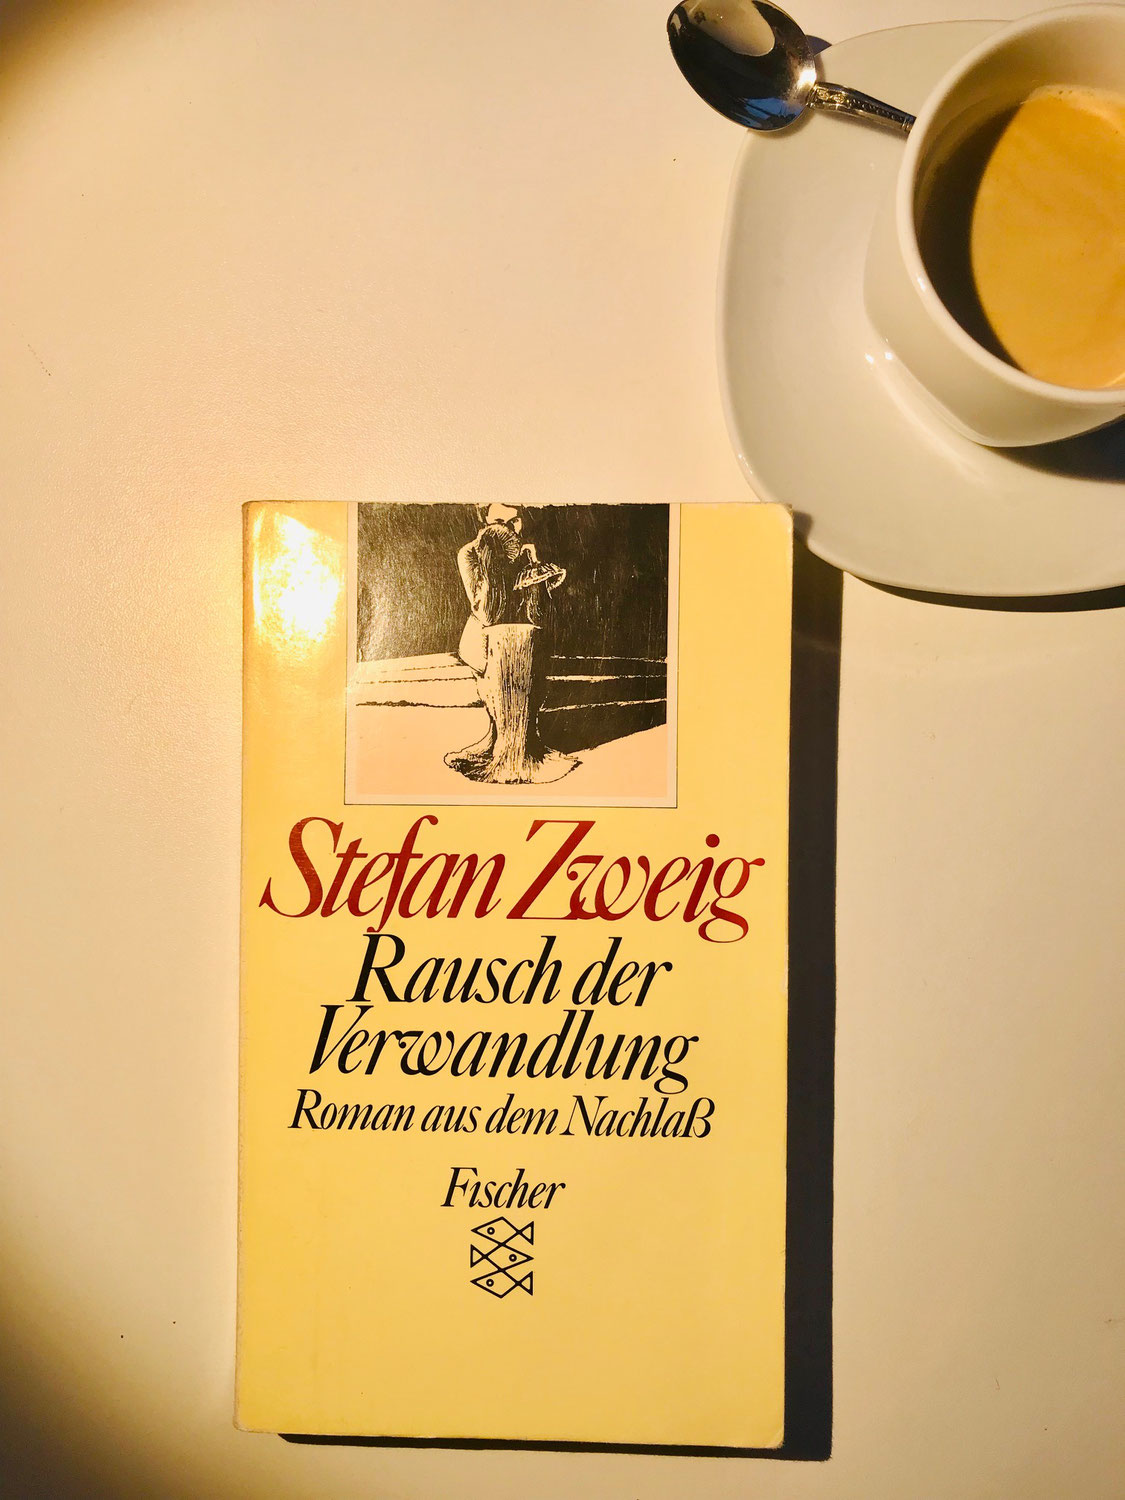 Stefan Zweig
Rausch der
Verwandlung
Roman aus dem Nachlaß
Fischer